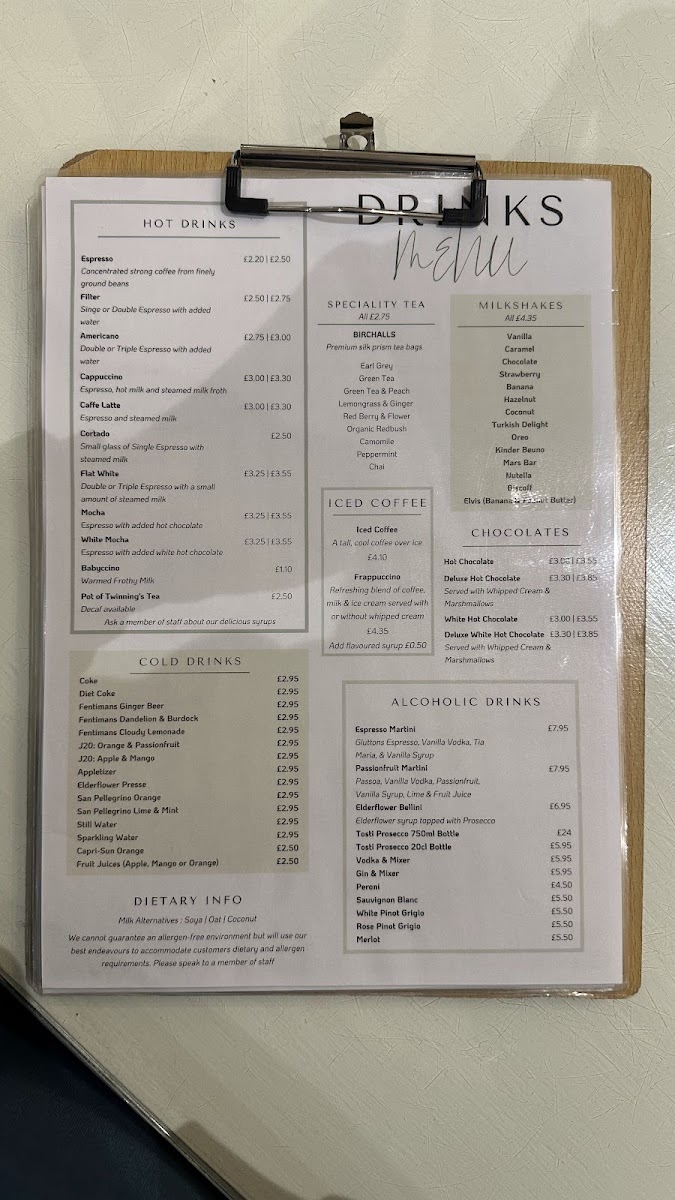 DRINKS
menu
HOT DRINKS
Espresso £2.20 | £2.50
Concentrated strong coffee from finely
ground beans
Filter £2.50 | £2.75
Singe or Double Espresso with added
water
Americano £2.75 | £3.00
Double or Triple Espresso with added
water
Cappuccino £3.00 | £3.30
Espresso, hot milk and steamed milk froth
Caffe Latte £3.00 | £3.30
Espresso and steamed milk
Cortado £2.50
Small glass of Single Espresso with
steamed milk
Flat White £3.25 | £3.55
Double or Triple Espresso with a small
amount of steamed milk
Mocha £3.25 | £3.55
Espresso with added hot chocolate
White Mocha £3.25 | £3.55
Espresso with added white hot chocolate
Babyccino £1.10
Warmed Frothy Milk
Pot of Twinning's Tea £2.50
Decaf available
Ask a member of staff about our delicious syrups
COLD DRINKS
Coke £2.95
Diet Coke £2.95
Fentimans Ginger Beer £2.95
Fentimans Dandelion & Burdock £2.95
Fentimans Cloudy Lemonade £2.95
J20: Orange & Passionfruit £2.95
J20: Apple & Mango £2.95
Appletizer £2.95
Elderflower Presse £2.95
San Pellegrino Orange £2.95
San Pellegrino Lime & Mint £2.95
Still Water £2.95
Sparkling Water £2.95
Capri-Sun Orange £2.50
Fruit Juices (Apple, Mango or Orange) £2.50
DIETARY INFO
Milk Alternatives : Soya | Oat | Coconut
We cannot guarantee an allergen-free environment but will use our
best endeavours to accommodate customers dietary and allergen
requirements. Please speak to a member of staff
SPECIALITY TEA
All £2.75
BIRCHALLS
Premium silk prism tea bags
Earl Grey
Green Tea
Green Tea & Peach
Lemongrass & Ginger
Red Berry & Flower
Organic Redbush
Camomile
Peppermint
Chai
ICED COFFEE
Iced Coffee
A tall, cool coffee over ice
£4.10
Frappuccino
Refreshing blend of coffee,
milk & ice cream served with
or without whipped cream
£4.35
Add flavoured syrup £0.50
MILKSHAKES
All £4.35
Vanilla
Caramel
Chocolate
Strawberry
Banana
Hazelnut
Coconut
Turkish Delight
Oreo
Kinder Beuno
Mars Bar
Nutella
Biscoff
Elvis (Banana & Peanut Butter)
CHOCOLATES
Hot Chocolate £3.00 | £3.55
Deluxe Hot Chocolate £3.30 | £3.85
Served with Whipped Cream &
Marshmallows
White Hot Chocolate £3.00 | £3.55
Deluxe White Hot Chocolate £3.30 | £3.85
Served with Whipped Cream &
Marshmallows
ALCOHOLIC DRINKS
Espresso Martini £7.95
Gluttons Espresso, Vanilla Vodka, Tia
Maria, & Vanilla Syrup
Passionfruit Martini £7.95
Passoa, Vanilla Vodka, Passionfruit,
Vanilla Syrup, Lime & Fruit Juice
Elderflower Bellini £6.95
Elderflower syrup topped with Prosecco
Tosti Prosecco 750ml Bottle £24
Tosti Prosecco 20cl Bottle £5.95
Vodka & Mixer £5.95
Gin & Mixer £5.95
Peroni £4.50
Sauvignon Blanc £5.50
White Pinot Grigio £5.50
Rose Pinot Grigio £5.50
Merlot £5.50